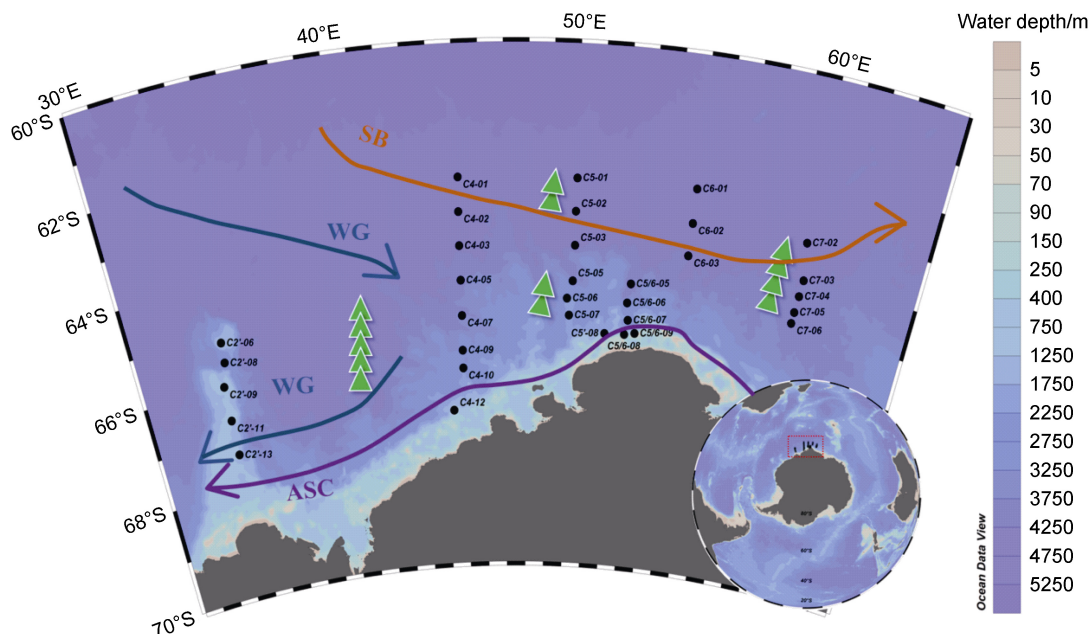 50°E
Water depth/m
40°E
60°E
30°E
60°S
5
10
30
50
70
90
150
250
400
750
1250
1750
2250
2750
3250
3750
4250
4750
5250
SB
C4-01
C5-01
C6-01
C4-02
C5-02
C6-02
62°S
WG
C4-03
C5-03
C6-03
C7-02
C4-05
C5-05
C5/6-05
C7-03
C5-06
C5/6-06
C7-04
64°S
C4-07
C5-07
C5/6-07
C7-05
C5'-08
C5/6-09
C7-06
C5/6-08
C2'-06
C4-09
C2'-08
C4-10
WG
C2'-09
C4-12
66°S
C2'-11
C2'-13
ASC
68°S
80°S
60°S
40°S
20°S
70°S
Ocean Data View